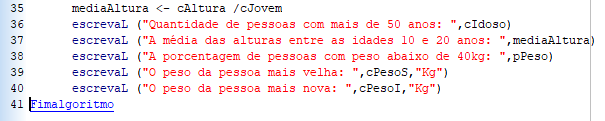 35 mediaAltura <- cAltura /cJovem
36 escrevaL ("Quantidade de pessoas com mais de 50 anos: ",cIdoso)
37 escrevaL ("A média das alturas entre as idades 10 e 20 anos: ",mediaAltura)
38 escrevaL ("A porcentagem de pessoas com peso abaixo de 40kg: ",pPeso)
39 escrevaL ("O peso da pessoa mais velha: ",cPesoS,"Kg")
40 escrevaL ("O peso da pessoa mais nova: ",cPesoI,"Kg")
41 Fimalgoritmo